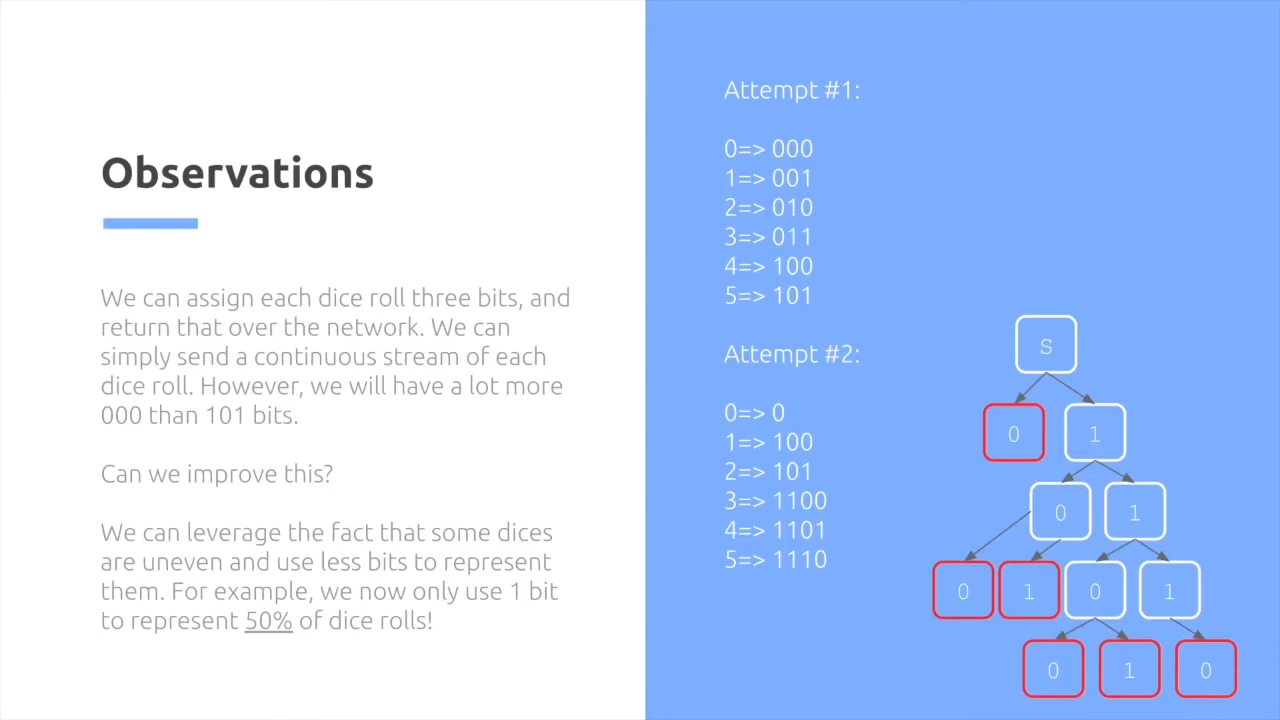 Observations
We can assign each dice roll three bits, and
return that over the network. We can
simply send a continuous stream of each
dice roll. However, we will have a lot more
000 than 101 bits.
Can we improve this?
We can leverage the fact that some dices
are uneven and use less bits to represent
them. For example, we now only use 1 bit
to represent 50% of dice rolls!
Attempt #1:
0=> 000
1=> 001
2=> 010
3=> 011
4=> 100
5=> 101
Attempt #2:
0=> 0
1=> 100
2=> 101
3=> 1100
4=> 1101
5=> 1110
S
0 1
0 1
0 1 0 1
0 1 0